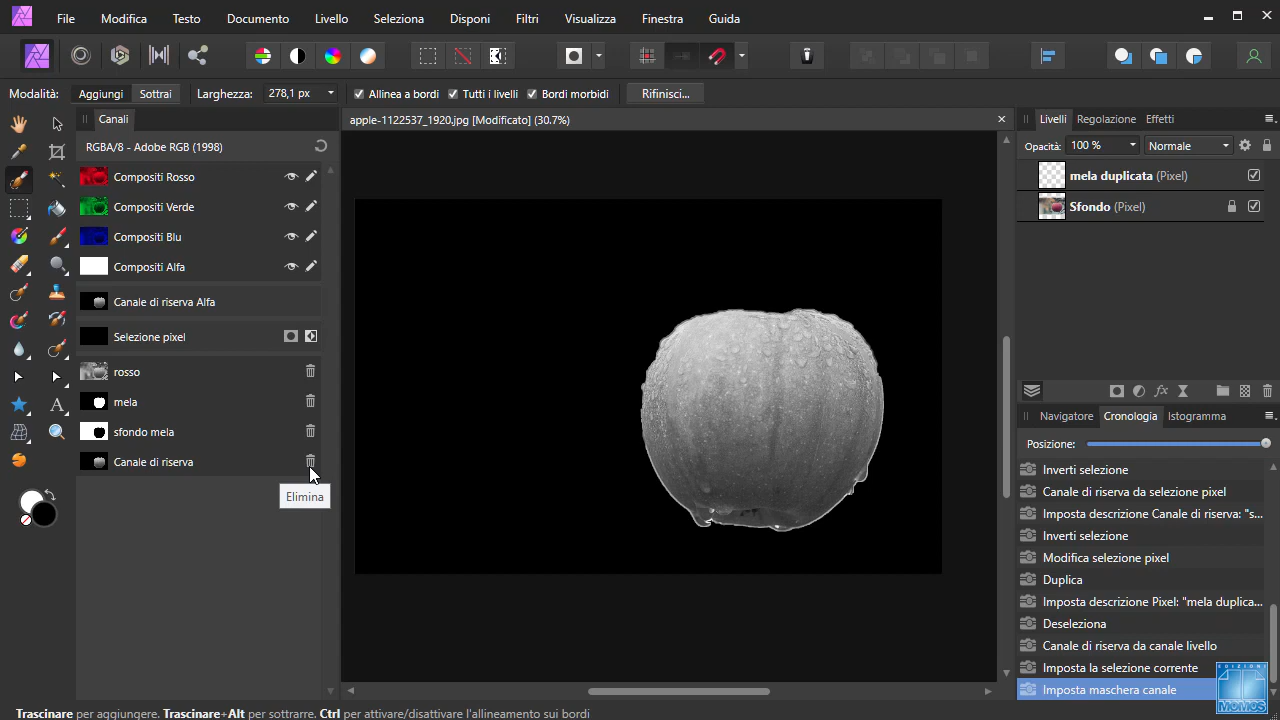 File Modifica Testo Documento Livello Seleziona Disponi Filtri Visualizza Finestra Guida
Modalità: Aggiungi Sottrai Larghezza: 278,1 px Allinea a bordi Tutti i livelli Bordi morbidi Rifinisci...
Canali
apple-1122537_1920.jpg [Modificato] (30.7%)
Livelli Regolazione Effetti
RGBA/8 - Adobe RGB (1998)
Opacità: 100 % Normale
Compositi Rosso
mela duplicata (Pixel)
Compositi Verde
Sfondo (Pixel)
Compositi Blu
Compositi Alfa
Canale di riserva Alfa
Selezione pixel
rosso
mela
sfondo mela
Canale di riserva
Elimina
Navigatore Cronologia Istogramma
Posizione:
Inverti selezione
Canale di riserva da selezione pixel
Imposta descrizione Canale di riserva: "s...
Inverti selezione
Modifica selezione pixel
Duplica
Imposta descrizione Pixel: "mela duplica...
Deseleziona
Canale di riserva da canale livello
Imposta la selezione corrente
Imposta maschera canale
EDIZIONI
MOMOS
Trascinare per aggiungere. Trascinare+Alt per sottrarre. Ctrl per attivare/disattivare l'allineamento sui bordi